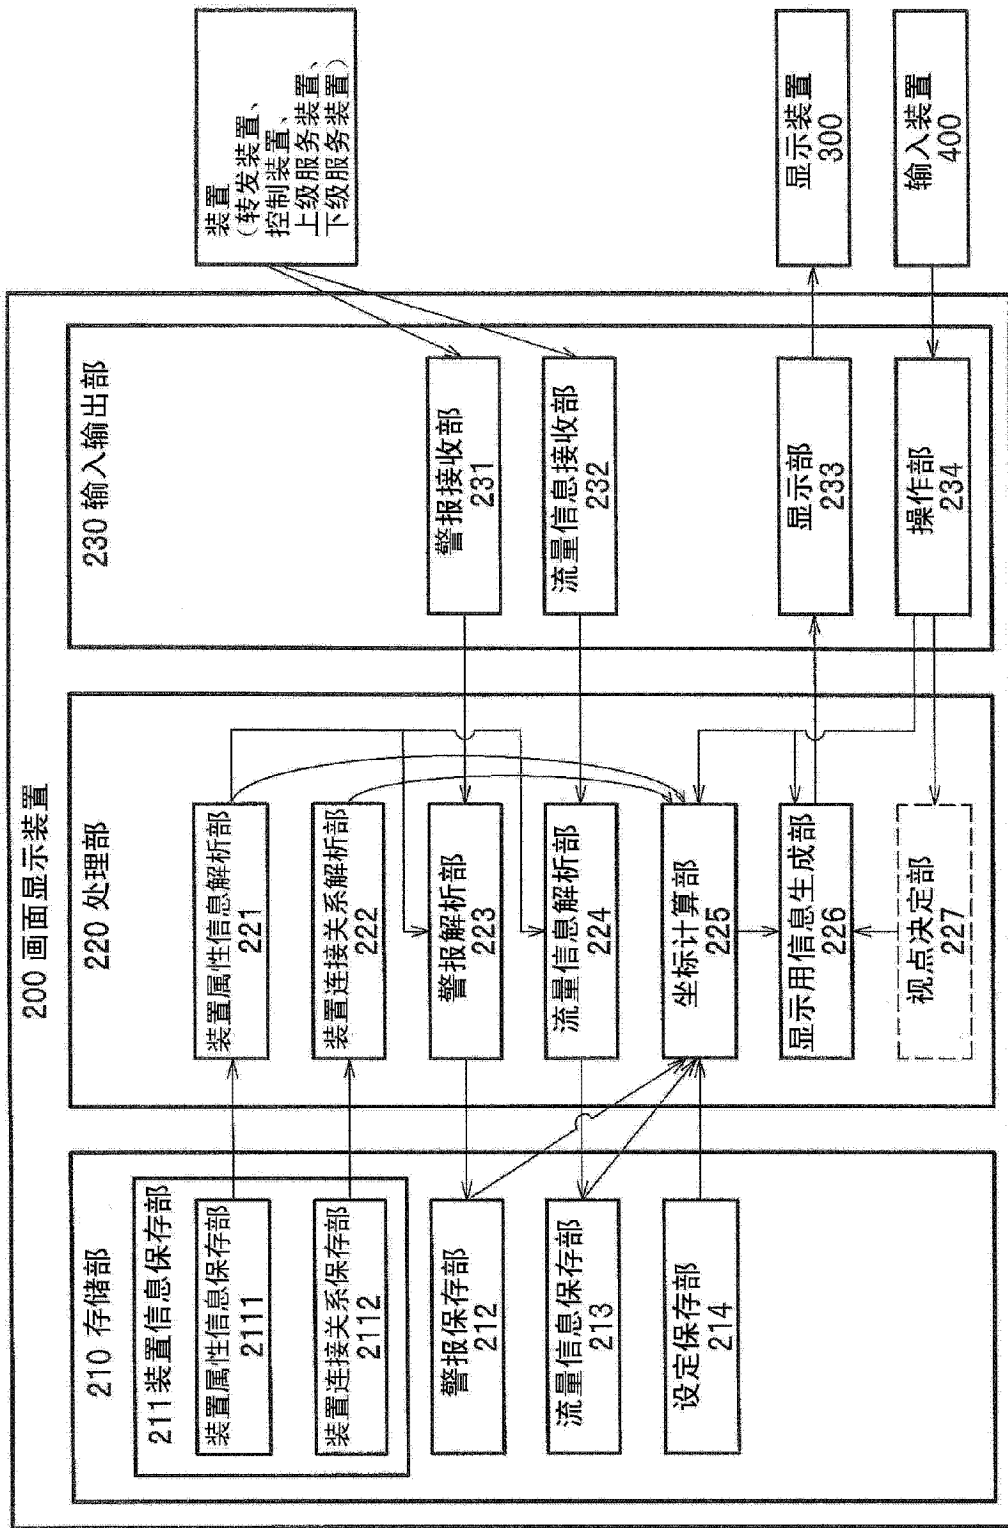 200 画面显示装置
210 存储部
211 装置信息保存部
装置属性信息保存部
2111
装置连接关系保存部
2112
警报保存部
212
流量信息保存部
213
设定保存部
214
220 处理部
装置属性信息解析部
221
装置连接关系解析部
222
警报解析部
223
流量信息解析部
224
坐标计算部
225
显示用信息生成部
226
视点决定部
227
230 输入输出部
警报接收部
231
流量信息接收部
232
显示部
233
操作部
234
装置
(转发装置、
控制装置、
上级服务装置、
下级服务装置)
显示装置
300
输入装置
400